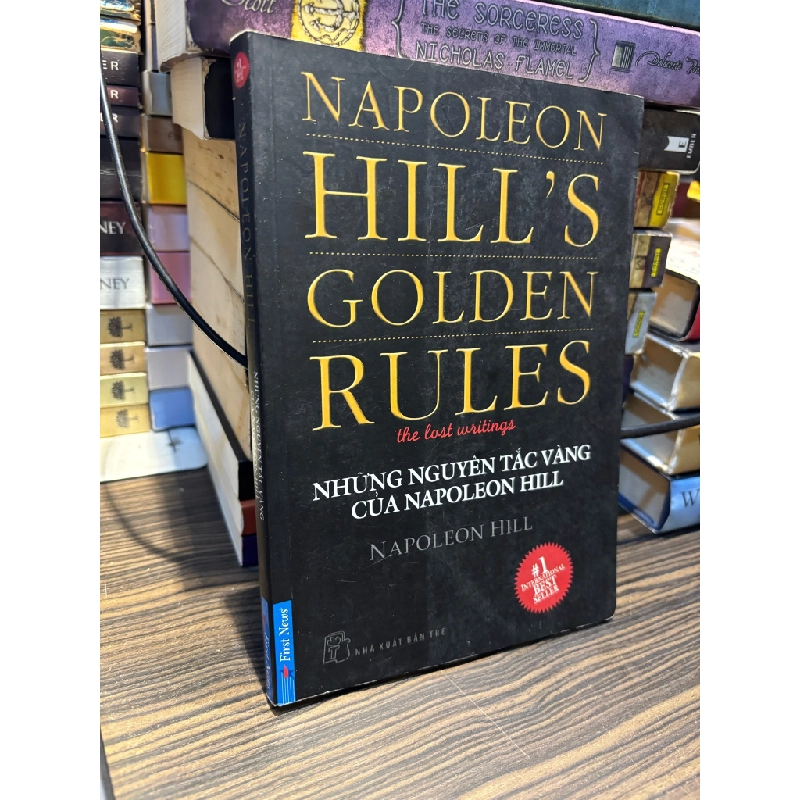 THE SORCERESS
THE SECRETS OF THE IMMORTAL
NICHOLAS FLAMEL
NAPOLEON
HILL'S
GOLDEN
RULES
the lost writings
NHỮNG NGUYÊN TẮC VÀNG
CỦA NAPOLEON HILL
NAPOLEON HILL
#1
INTERNATIONAL
BEST
SELLER
NHÀ XUẤT BẢN TRẺ
First News
NAPOLEON HILL